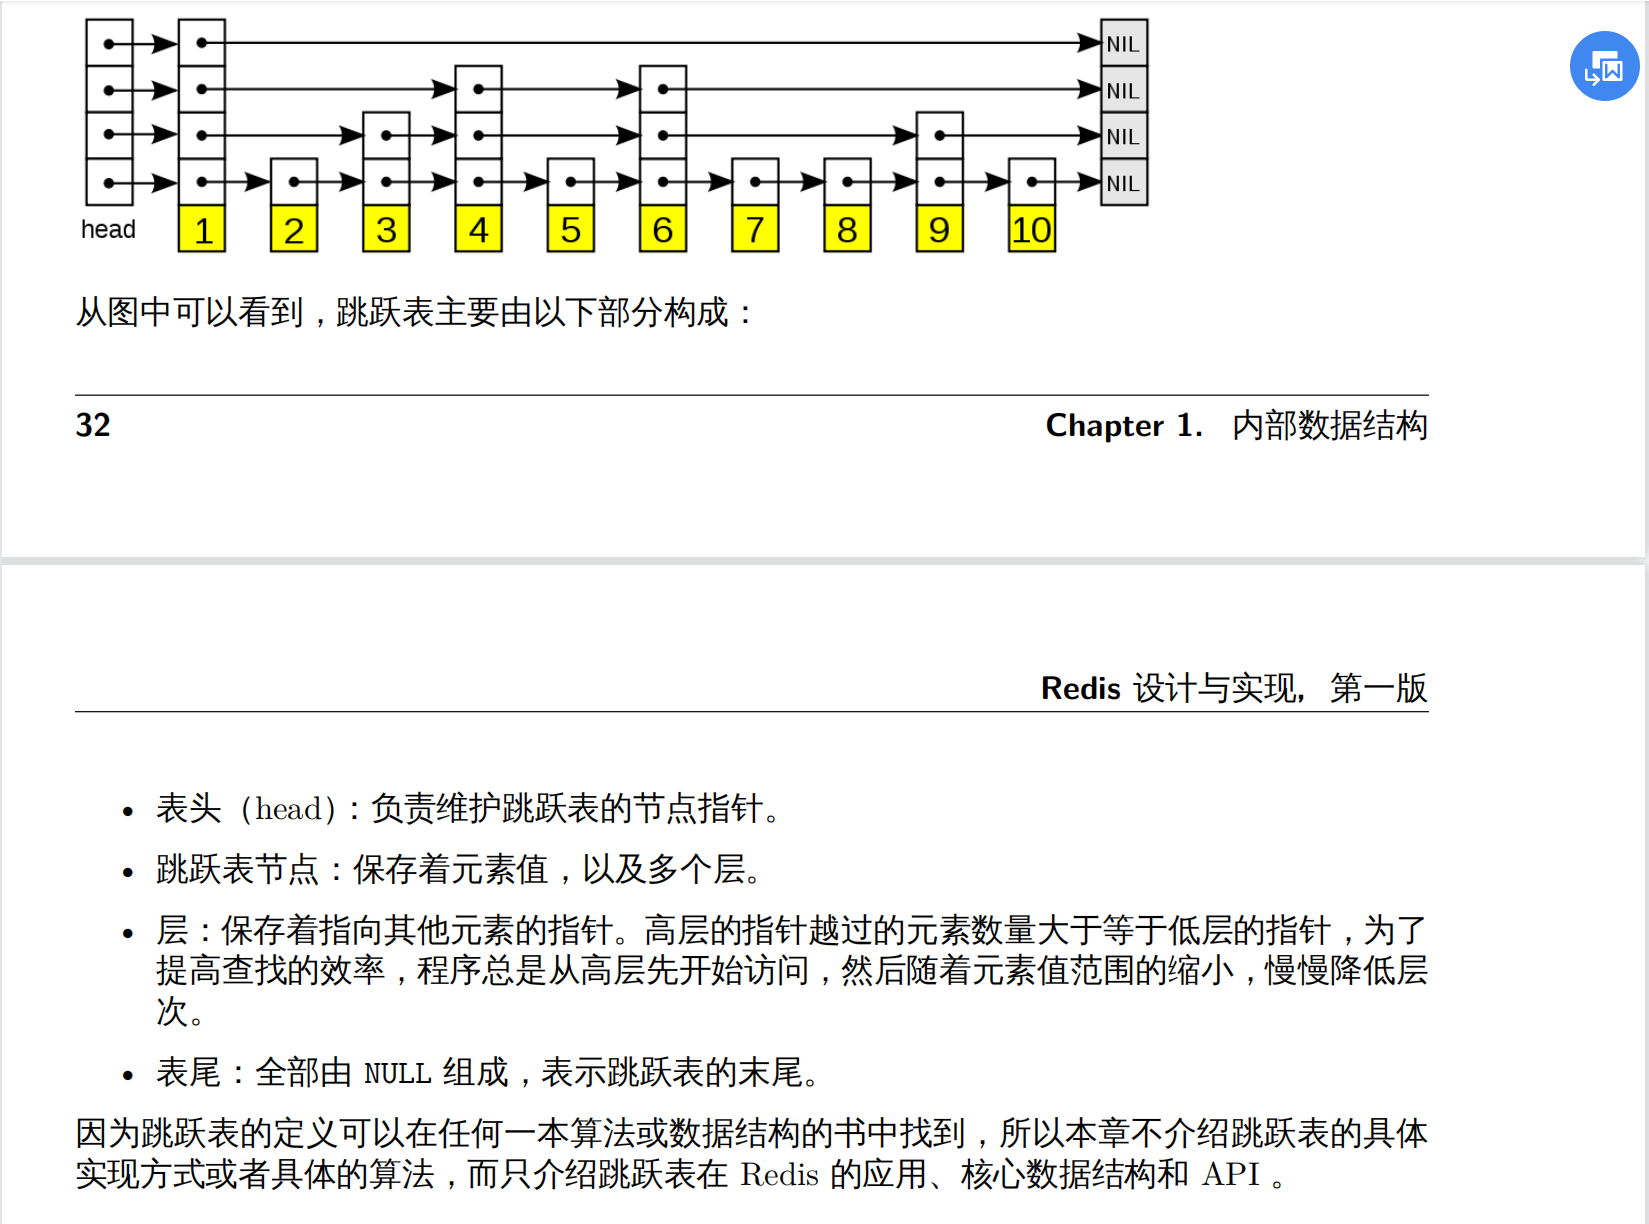 NIL
NIL
NIL
NIL
head 1 2 3 4 5 6 7 8 9 10
从图中可以看到，跳跃表主要由以下部分构成：
32 Chapter 1. 内部数据结构
Redis 设计与实现, 第一版
• 表头（head）：负责维护跳跃表的节点指针。
• 跳跃表节点：保存着元素值，以及多个层。
• 层：保存着指向其他元素的指针。高层的指针越过的元素数量大于等于低层的指针，为了
提高查找的效率，程序总是从高层先开始访问，然后随着元素值范围的缩小，慢慢降低层
次。
• 表尾：全部由 NULL 组成，表示跳跃表的末尾。
因为跳跃表的定义可以在任何一本算法或数据结构的书中找到，所以本章不介绍跳跃表的具体
实现方式或者具体的算法，而只介绍跳跃表在 Redis 的应用、核心数据结构和 API 。